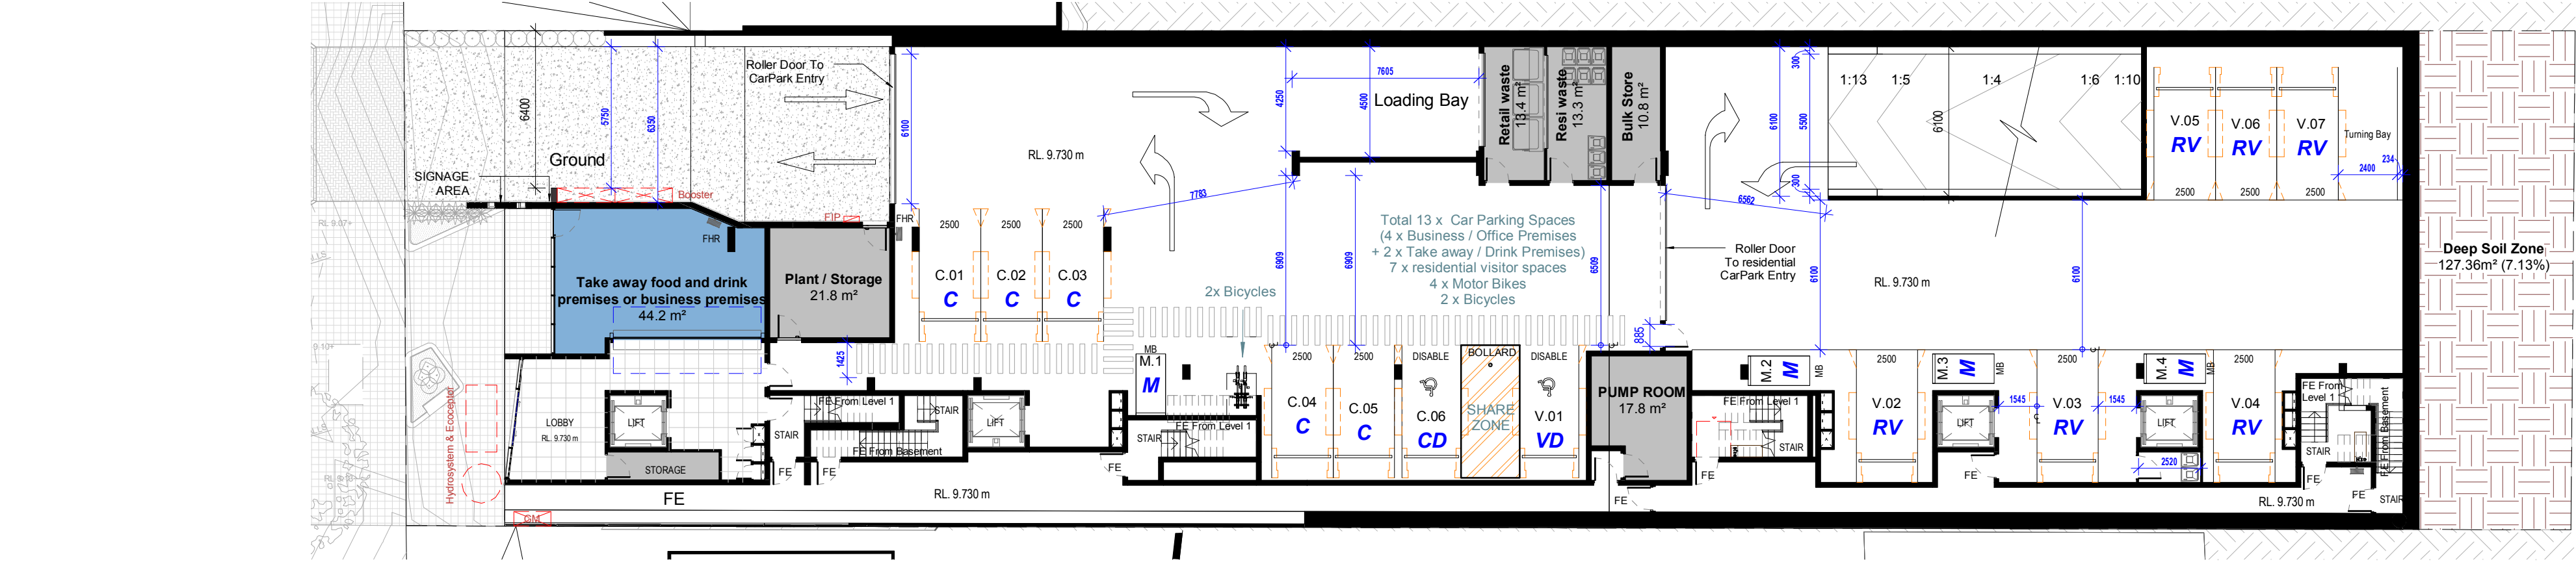 Roller Door To
CarPark Entry
6400
5750
6350
6100
Ground
SIGNAGE
AREA
Booster
FIP
FHR
FHR
RL. 9.730 m
4250
7605
4500
Loading Bay
Retail waste
13.4 m²
Resi waste
13.3 m²
Bulk Store
10.8 m²
7783
6909
6909
6509
6562
Total 13 x Car Parking Spaces
(4 x Business / Office Premises
+ 2 x Take away / Drink Premises)
7 x residential visitor spaces
4 x Motor Bikes
2 x Bicycles
2x Bicycles
Roller Door
To residential
CarPark Entry
300
6100
5500
300
1:13
1:5
1:4
1:6
1:10
6100
V.05
RV
V.06
RV
V.07
RV
Turning Bay
234
2400
2500
2500
2500
6100
6100
RL. 9.730 m
Deep Soil Zone
127.36m² (7.13%)
Take away food and drink
premises or business premises
44.2 m²
Plant / Storage
21.8 m²
2500
2500
2500
C.01
C
C.02
C
C.03
C
1425
885
MB
M.1
M
2500
2500
DISABLE
BOLLARD
DISABLE
C.04
C
C.05
C
C.06
CD
SHARE
ZONE
V.01
VD
PUMP ROOM
17.8 m²
M.2
M
MB
2500
V.02
RV
M.3
M
MB
2500
1545
V.03
RV
1545
M.4
M
MB
2500
V.04
RV
2520
LOBBY
RL. 9.730 m
LIFT
STORAGE
STAIR
FE From Level 1
STAIR
FE From Basement
LIFT
STAIR
FE From Level 1
FE From Level 1
STAIR
LIFT
LIFT
FE From
Level 1
STAIR
FE From Basement
STAIR
FE
FE
FE
FE
FE
FE
FE
FE
FE
FE
RL. 9.730 m
RL. 9.730 m
GM
Hydrosystem & Ecoceptor
RL 9.67+